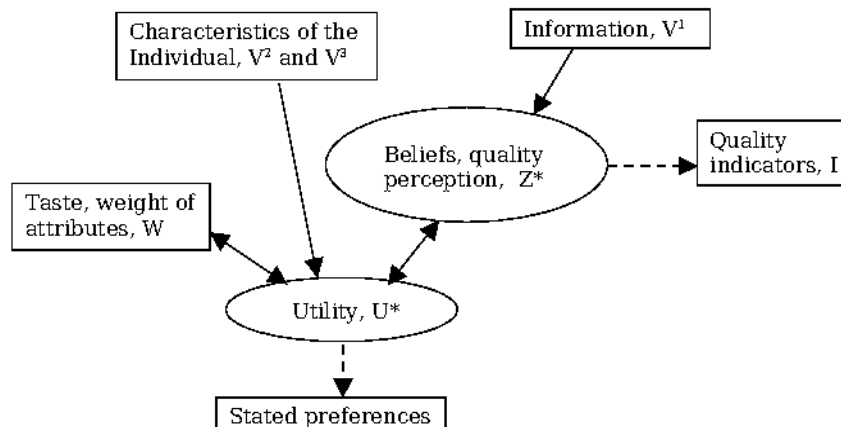 Characteristics of the
Individual, V² and V³
Information, V¹
Beliefs, quality
perception, Z*
Quality
indicators, I
Taste, weight of
attributes, W
Utility, U*
Stated preferences